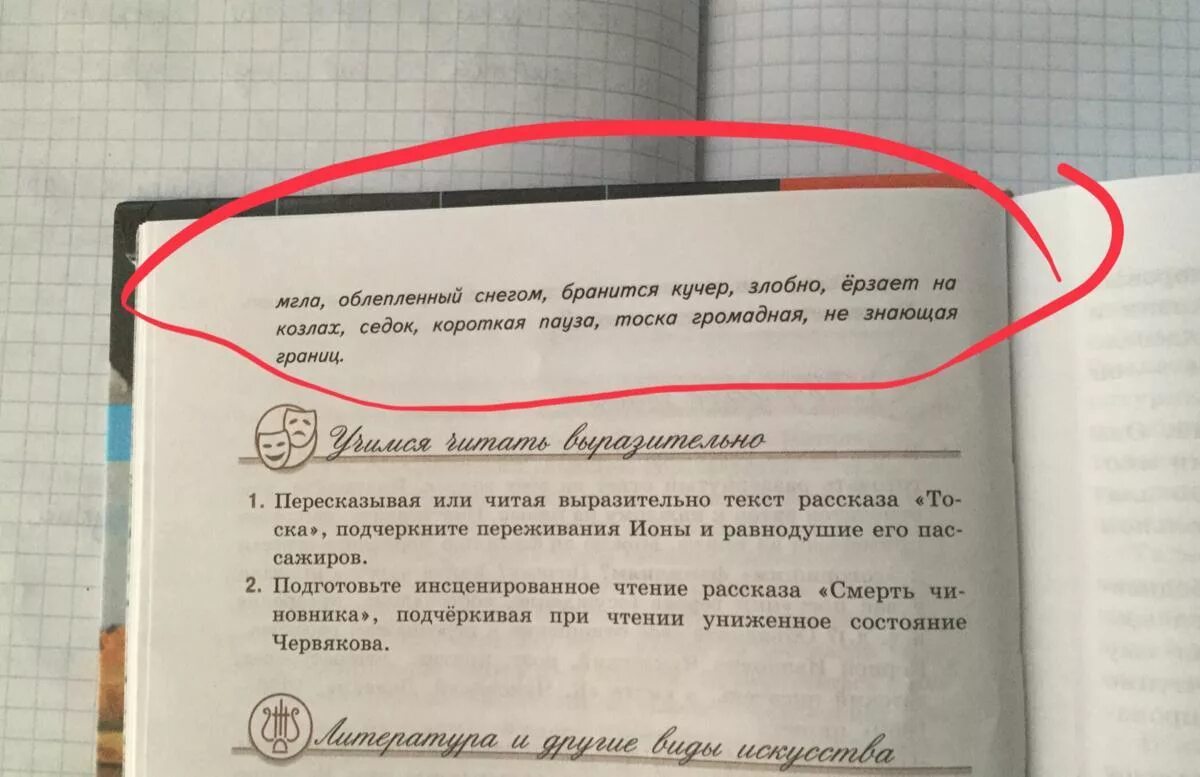 мгла, облепленный снегом, бранится кучер, злобно, ёрзает на
козлах, седок, короткая пауза, тоска громадная, не знающая
границ.
Учимся читать выразительно
1. Пересказывая или читая выразительно текст рассказа «То-
ска», подчеркните переживания Ионы и равнодушие его пас-
сажиров.
2. Подготовьте инсценированное чтение рассказа «Смерть чи-
новника», подчёркивая при чтении униженное состояние
Червякова.
Литература и другие виды искусства